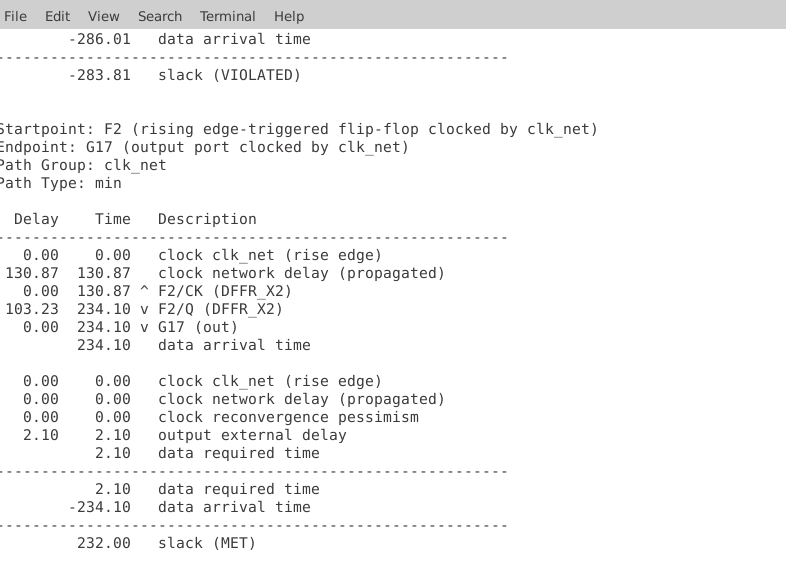 File Edit View Search Terminal Help
-286.01 data arrival time
---------------------------------------------------------
-283.81 slack (VIOLATED)
Startpoint: F2 (rising edge-triggered flip-flop clocked by clk_net)
Endpoint: G17 (output port clocked by clk_net)
Path Group: clk_net
Path Type: min
Delay Time Description
---------------------------------------------------------
0.00 0.00 clock clk_net (rise edge)
130.87 130.87 clock network delay (propagated)
0.00 130.87 ^ F2/CK (DFFR_X2)
103.23 234.10 v F2/Q (DFFR_X2)
0.00 234.10 v G17 (out)
234.10 data arrival time
0.00 0.00 clock clk_net (rise edge)
0.00 0.00 clock network delay (propagated)
0.00 0.00 clock reconvergence pessimism
2.10 2.10 output external delay
2.10 data required time
---------------------------------------------------------
2.10 data required time
-234.10 data arrival time
---------------------------------------------------------
232.00 slack (MET)